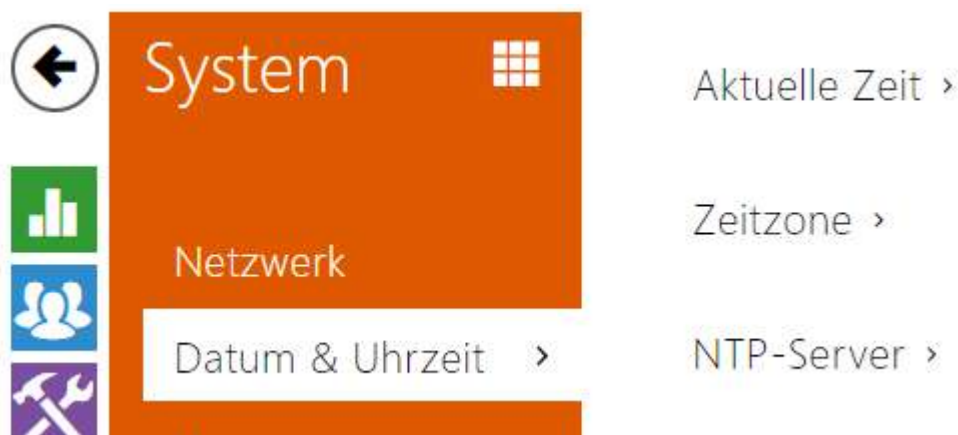 System
Netzwerk
Datum & Uhrzeit
Aktuelle Zeit
Zeitzone
NTP-Server